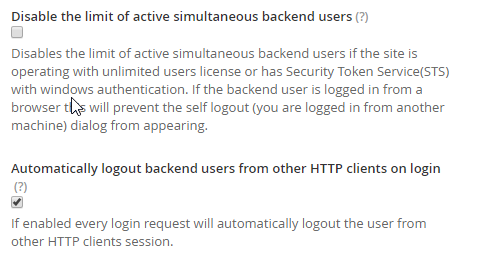 Disable the limit of active simultaneous backend users (?)
Disables the limit of active simultaneous backend users if the site is
operating with unlimited users license or has Security Token Service(STS)
with windows authentication. If the backend user is logged in from a
browser this will prevent the self logout (you are logged in from another
machine) dialog from appearing.
Automatically logout backend users from other HTTP clients on login
(?)
If enabled every login request will automatically logout the user from
other HTTP clients session.